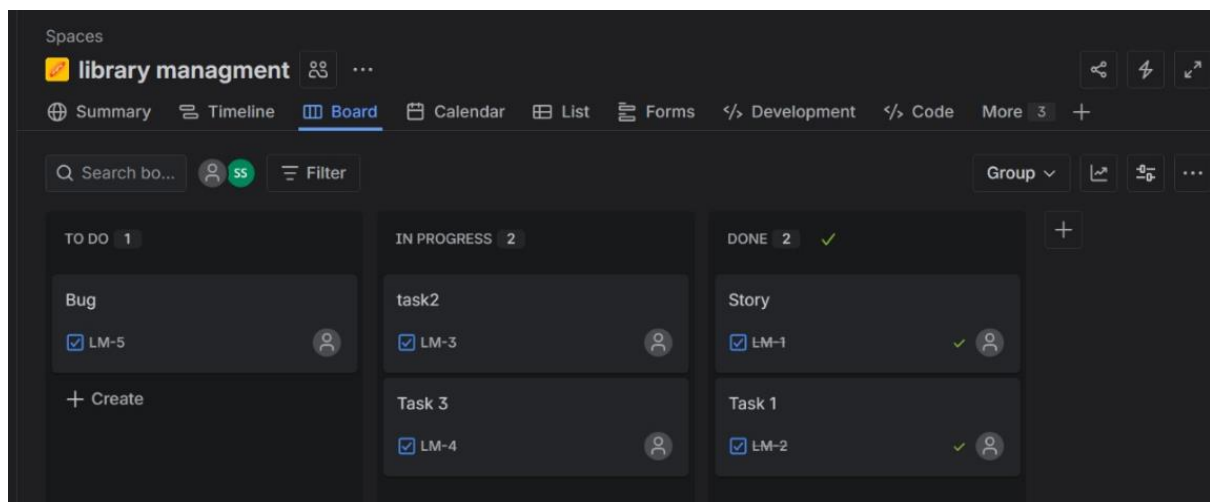 Spaces
library managment
Summary Timeline Board Calendar List Forms Development Code More 3
Search bo... SS Filter Group
TO DO 1
Bug
LM-5
Create
IN PROGRESS 2
task2
LM-3
Task 3
LM-4
DONE 2
Story
LM-1
Task 1
LM-2